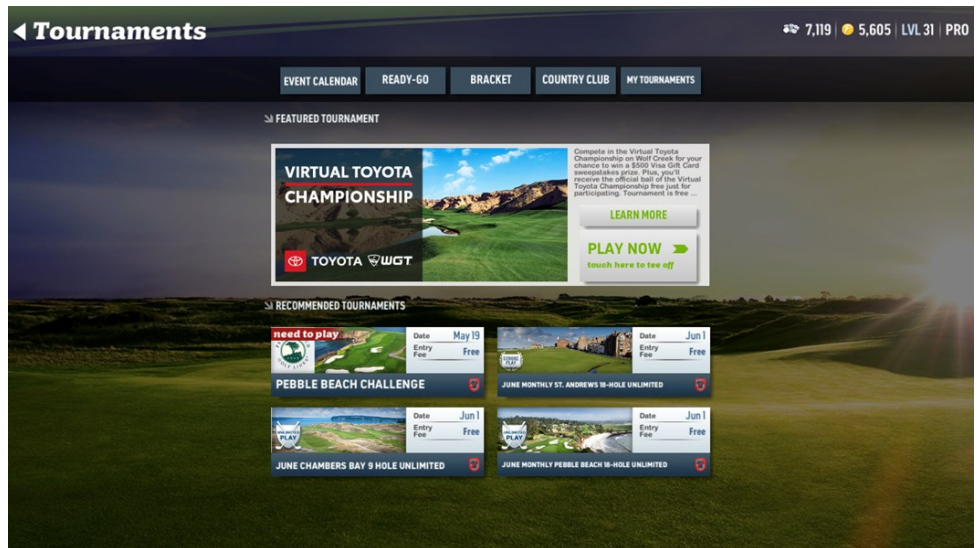 Tournaments
7,119 5,605 LVL 31 PRO
EVENT CALENDAR READY-GO BRACKET COUNTRY CLUB MY TOURNAMENTS
FEATURED TOURNAMENT
VIRTUAL TOYOTA
CHAMPIONSHIP
TOYOTA WGT
Compete in the Virtual Toyota
Championship on Wolf Creek for your
chance to win a $500 Visa Gift Card
sweepstakes prize. Plus, you'll
receive the official ball of the Virtual
Toyota Championship free just for
participating. Tournament is free ...
LEARN MORE
PLAY NOW
touch here to tee off
RECOMMENDED TOURNAMENTS
need to play
Date May 19
Entry
Fee Free
PEBBLE BEACH CHALLENGE
Date Jun 1
Entry
Fee Free
JUNE MONTHLY ST. ANDREWS 18-HOLE UNLIMITED
UNLIMITED
PLAY
Date Jun 1
Entry
Fee Free
JUNE CHAMBERS BAY 9 HOLE UNLIMITED
UNLIMITED
PLAY
Date Jun 1
Entry
Fee Free
JUNE MONTHLY PEBBLE BEACH 18-HOLE UNLIMITED